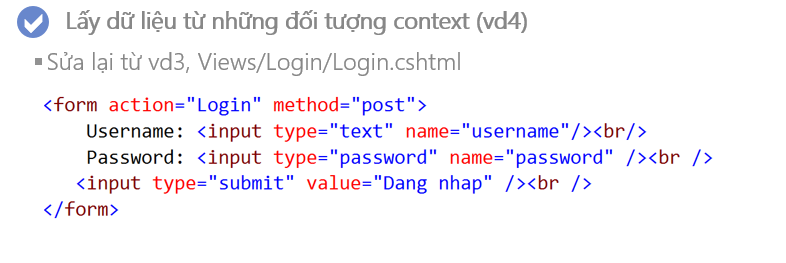 Lấy dữ liệu từ những đối tượng context (vd4)
Sửa lại từ vd3, Views/Login/Login.cshtml
<form action="Login" method="post">
Username: <input type="text" name="username"/><br/>
Password: <input type="password" name="password" /><br />
<input type="submit" value="Dang nhap" /><br />
</form>